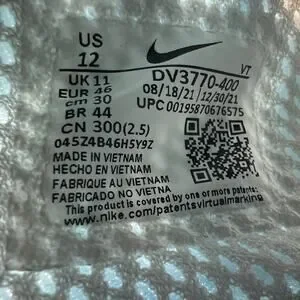 US
12
VT
UK 11
EUR 46
cm 30
BR 44
CN 300(2.5)
DV3770-400
08/18/21 12/30/21
UPC 00195870676575
045Z4B46H5Y9Z
MADE IN VIETNAM
HECHO EN VIETNAM
FABRIQUE AU VIETNAM
FABRICADO NO VIETNA
This product is covered by one or more patents:
www.nike.com/patentsvirtualmarking